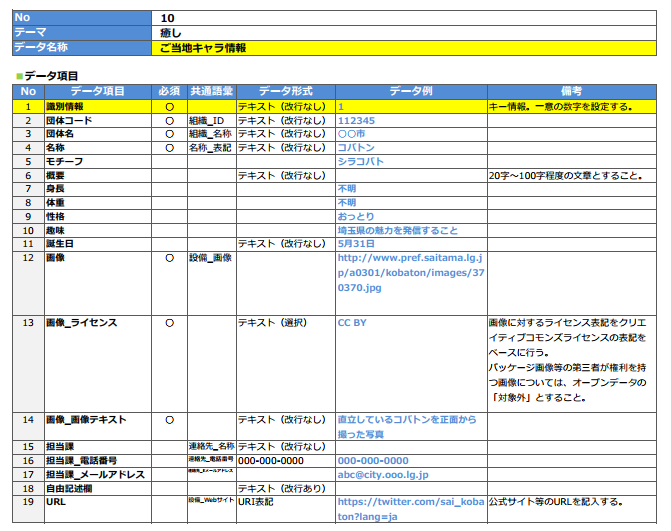 No 10
テーマ 癒し
データ名称 ご当地キャラ情報
■データ項目
No データ項目 必須 共通語彙 データ形式 データ例 備考
1 識別情報 〇 テキスト（改行なし） 1 キー情報。一意の数字を設定する。
2 団体コード 〇 組織_ID テキスト（改行なし） 112345
3 団体名 〇 組織_名称 テキスト（改行なし） 〇〇市
4 名称 〇 名称_表記 テキスト（改行なし） コバトン
5 モチーフ シラコバト
6 概要 テキスト（改行なし） 20字～100字程度の文章とすること。
7 身長 不明
8 体重 不明
9 性格 おっとり
10 趣味 埼玉県の魅力を発信すること
11 誕生日 テキスト（改行なし） 5月31日
12 画像 〇 設備_画像 http://www.pref.saitama.lg.j
p/a0301/kobaton/images/37
0370.jpg
13 画像_ライセンス 〇 テキスト（選択） CC BY 画像に対するライセンス表記をクリエ
イティブコモンズライセンスの表記を
ベースに行う。
パッケージ画像等の第三者が権利を持
つ画像については、オープンデータの
「対象外」とすること。
14 画像_画像テキスト 〇 テキスト（改行なし） 直立しているコバトンを正面から
撮った写真
15 担当課 連絡先_名称 テキスト（改行なし）
16 担当課_電話番号 連絡先_電話番号 000-000-0000 000-000-0000
17 担当課_メールアドレス 連絡先_Eメールアドレス abc@city.ooo.lg.jp
18 自由記述欄 テキスト（改行あり）
19 URL 設備_Webサイト URI表記 https://twitter.com/sai_koba 公式サイト等のURLを記入する。
ton?lang=ja